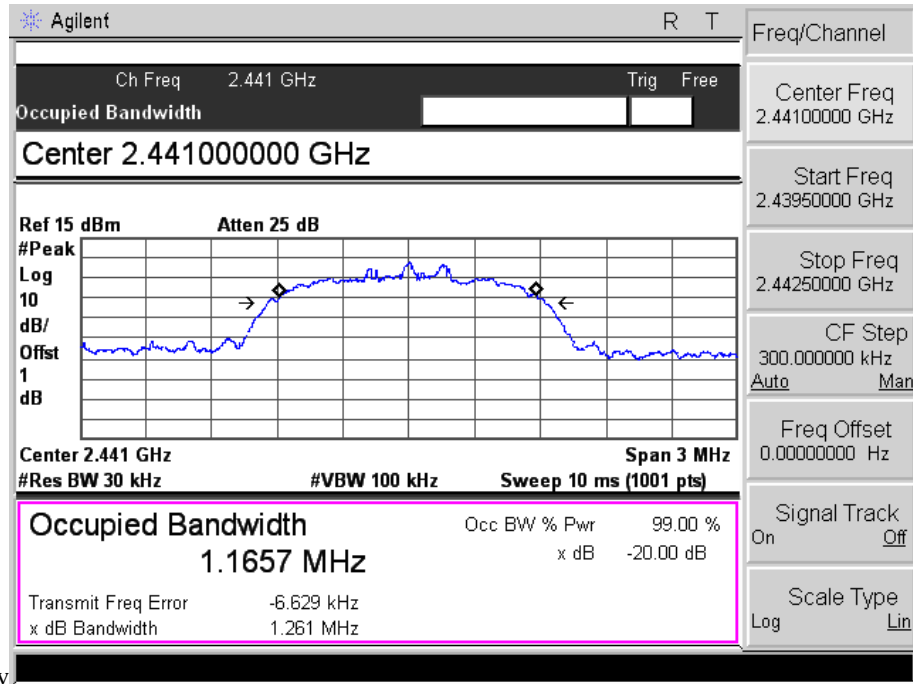 Agilent R T
Freq/Channel
Ch Freq 2.441 GHz Trig Free
Occupied Bandwidth
Center 2.441000000 GHz
Center Freq
2.44100000 GHz
Start Freq
2.43950000 GHz
Stop Freq
2.44250000 GHz
CF Step
300.000000 kHz
Auto Man
Freq Offset
0.00000000 Hz
Signal Track
On Off
Scale Type
Log Lin
Ref 15 dBm Atten 25 dB
#Peak
Log
10
dB/
Offst
1
dB
Center 2.441 GHz Span 3 MHz
#Res BW 30 kHz #VBW 100 kHz Sweep 10 ms (1001 pts)
Occupied Bandwidth Occ BW % Pwr 99.00 %
1.1657 MHz x dB -20.00 dB
Transmit Freq Error -6.629 kHz
x dB Bandwidth 1.261 MHz